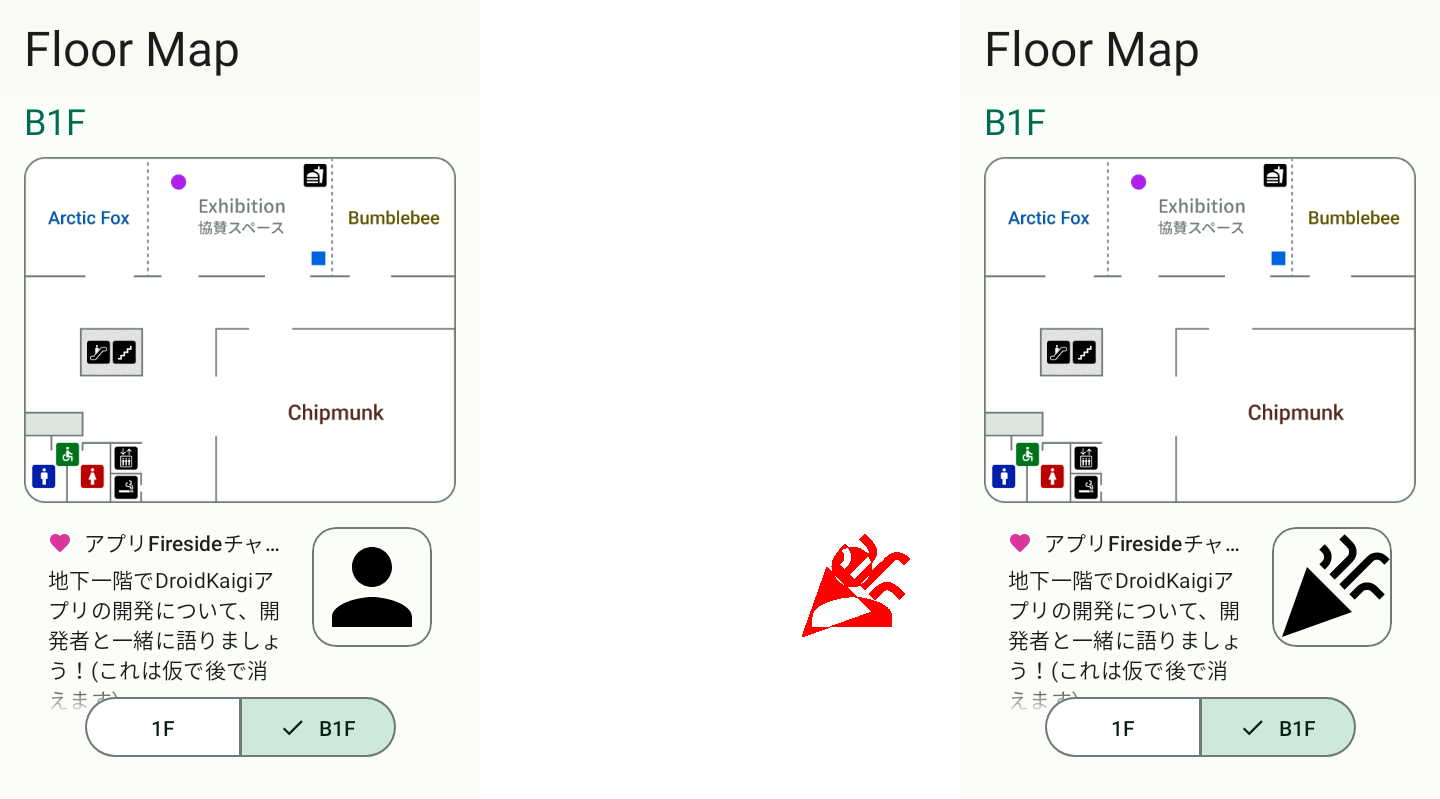 Floor Map
B1F
Arctic Fox
Exhibition
協賛スペース
Bumblebee
Chipmunk
アプリFiresideチャ…
地下一階でDroidKaigiア
プリの開発について、開
発者と一緒に語りましょ
う！(これは仮で後で消
えます)
1F
B1F
Floor Map
B1F
Arctic Fox
Exhibition
協賛スペース
Bumblebee
Chipmunk
アプリFiresideチャ…
地下一階でDroidKaigiア
プリの開発について、開
発者と一緒に語りましょ
う！(これは仮で後で消
えます)
1F
B1F